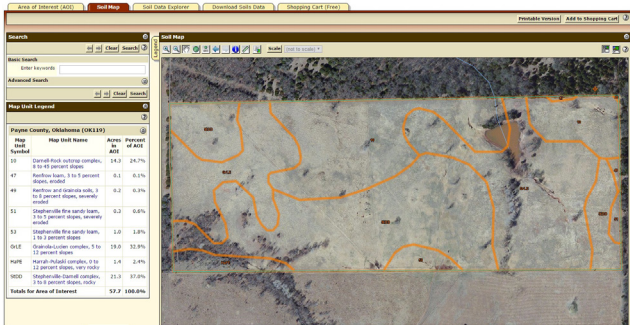 Area of Interest (AOI)
Soil Map
Soil Data Explorer
Download Soils Data
Shopping Cart (Free)
Printable Version
Add to Shopping Cart
Search
Clear
Search
Basic Search
Enter keywords
Advanced Search
Clear
Search
Map Unit Legend
Payne County, Oklahoma (OK119)
Map Unit Symbol
Map Unit Name
Acres in AOI
Percent of AOI
10 Darnell-Rock outcrop complex, 8 to 45 percent slopes 14.3 24.7%
47 Renfrow loam, 3 to 5 percent slopes, eroded 0.1 0.1%
49 Renfrow and Grainola soils, 3 to 8 percent slopes, severely eroded 0.2 0.3%
51 Stephenville fine sandy loam, 3 to 5 percent slopes, severely eroded 0.3 0.6%
53 Stephenville fine sandy loam, 1 to 3 percent slopes 1.0 1.8%
GrLE Grainola-Lucien complex, 5 to 12 percent slopes 19.0 32.9%
HaPE Harrah-Pulaski complex, 0 to 12 percent slopes, very rocky 1.4 2.4%
StDD Stephenville-Darnell complex, 3 to 8 percent slopes, rocky 21.3 37.0%
Totals for Area of Interest 57.7 100.0%
Soil Map
Scale
(not to scale)